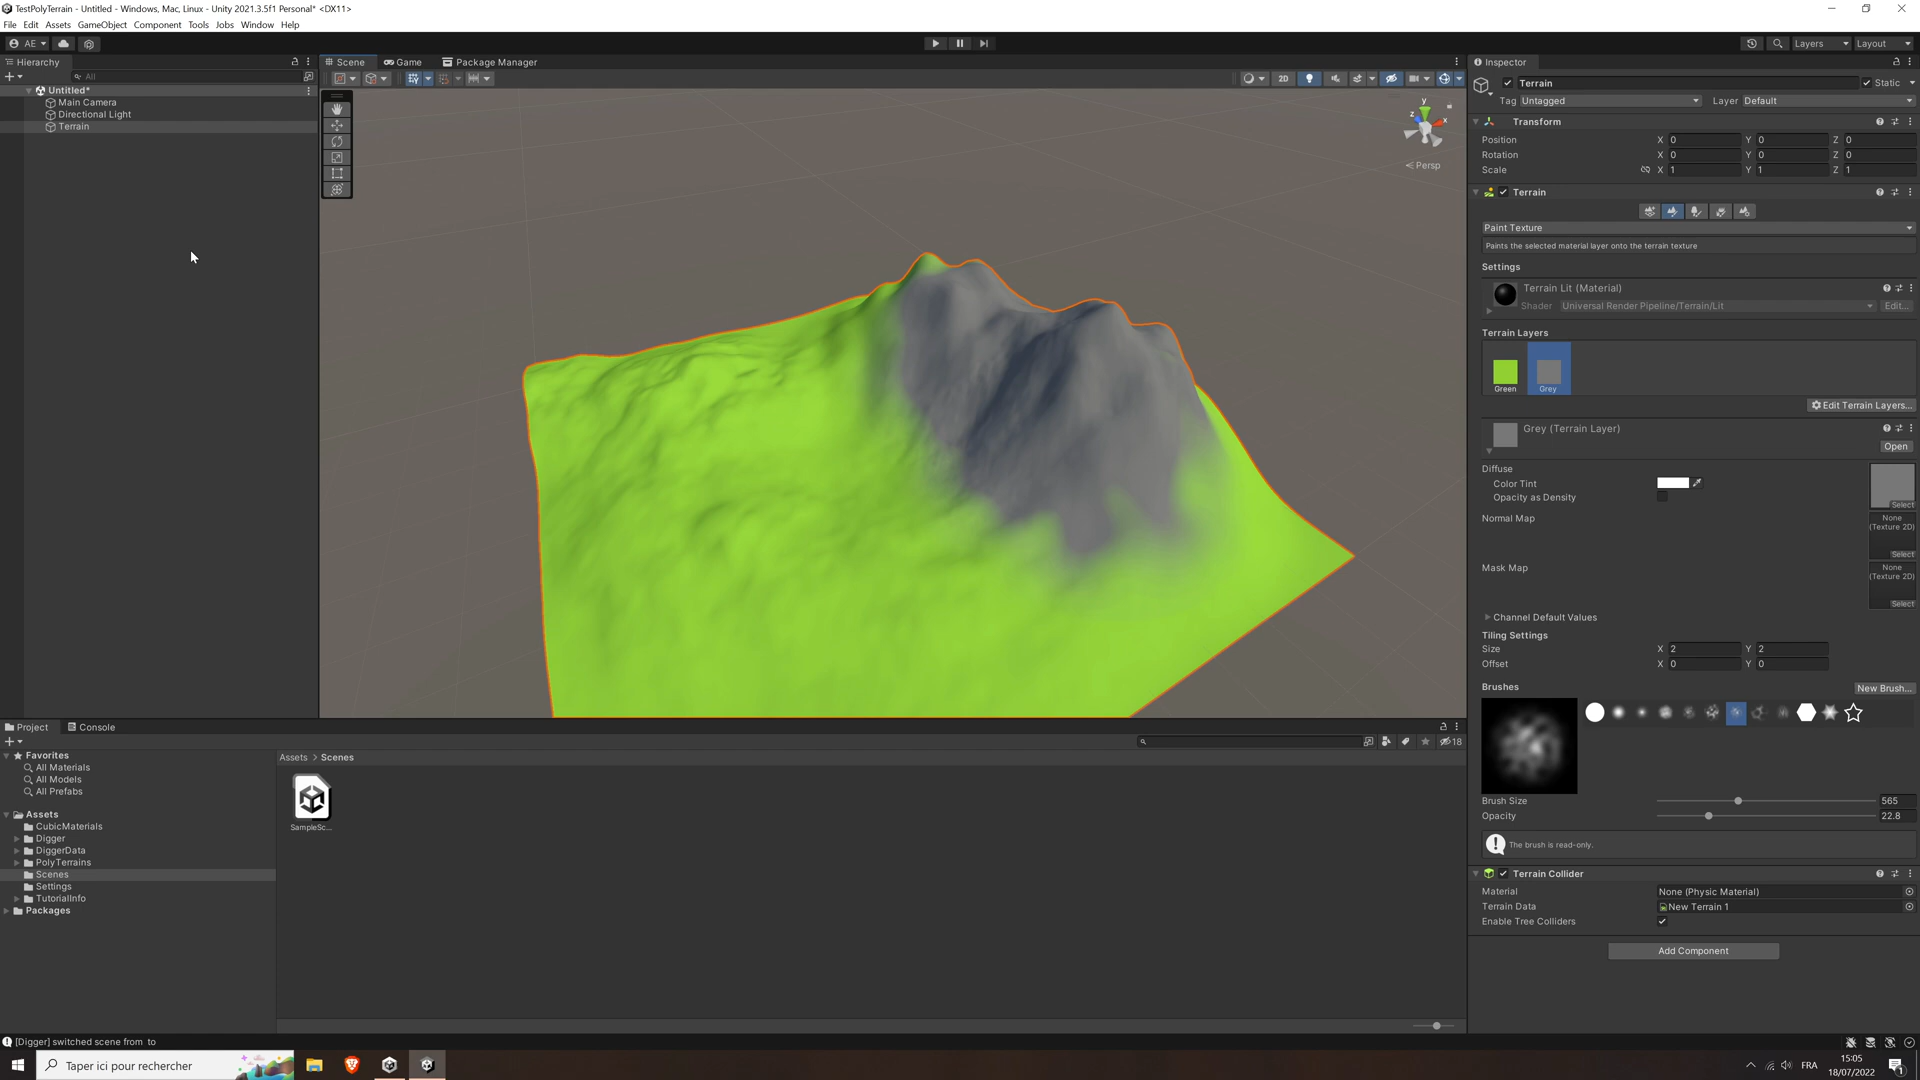 TestPolyTerrain - Untitled - Windows, Mac, Linux - Unity 2021.3.5f1 Personal* <DX11>
File Edit Assets GameObject Component Tools Jobs Window Help
AE
Layers
Layout
Hierarchy
All
Untitled*
Main Camera
Directional Light
Terrain
Scene
Game
Package Manager
2D
y
z
x
< Persp
Inspector
Terrain
Static
Tag Untagged
Layer Default
Transform
Position X 0 Y 0 Z 0
Rotation X 0 Y 0 Z 0
Scale X 1 Y 1 Z 1
Terrain
Paint Texture
Paints the selected material layer onto the terrain texture
Settings
Terrain Lit (Material)
Shader Universal Render Pipeline/Terrain/Lit Edit...
Terrain Layers
Green
Grey
Edit Terrain Layers...
Grey (Terrain Layer)
Open
Diffuse
Color Tint
Opacity as Density
Select
Normal Map
None
(Texture 2D)
Select
Mask Map
None
(Texture 2D)
Select
Channel Default Values
Tiling Settings
Size X 2 Y 2
Offset X 0 Y 0
Brushes
New Brush...
Brush Size 565
Opacity 22.8
The brush is read-only.
Terrain Collider
Material None (Physic Material)
Terrain Data New Terrain 1
Enable Tree Colliders
Add Component
Project
Console
18
Favorites
All Materials
All Models
All Prefabs
Assets
CubicMaterials
Digger
DiggerData
PolyTerrains
Scenes
Settings
TutorialInfo
Packages
Assets > Scenes
SampleSc...
[Digger] switched scene from to
Taper ici pour rechercher
FRA
15:05
18/07/2022
1